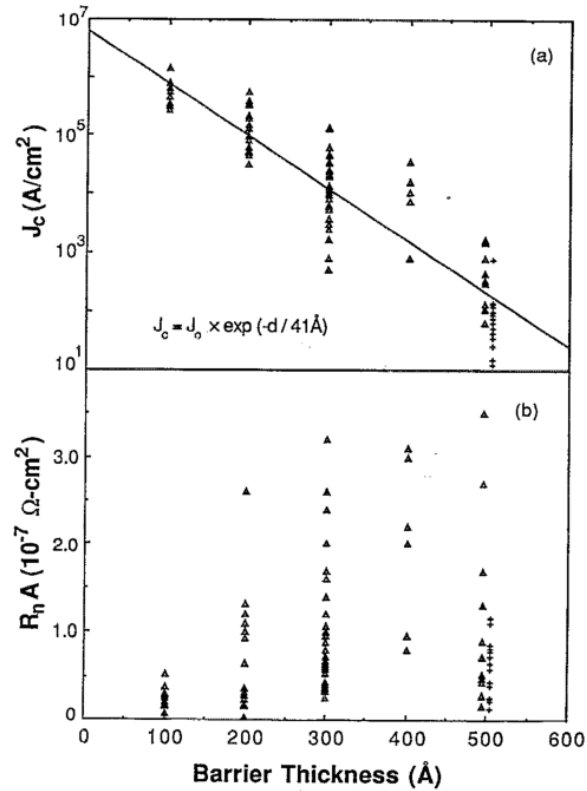 10^7
(a)
10^5
J_c (A/cm^2)
10^3
J_c = J_o × exp (-d / 41Å)
10^1
(b)
3.0
2.0
R_n A (10^-7 Ω-cm^2)
1.0
0
0 100 200 300 400 500 600
Barrier Thickness (Å)